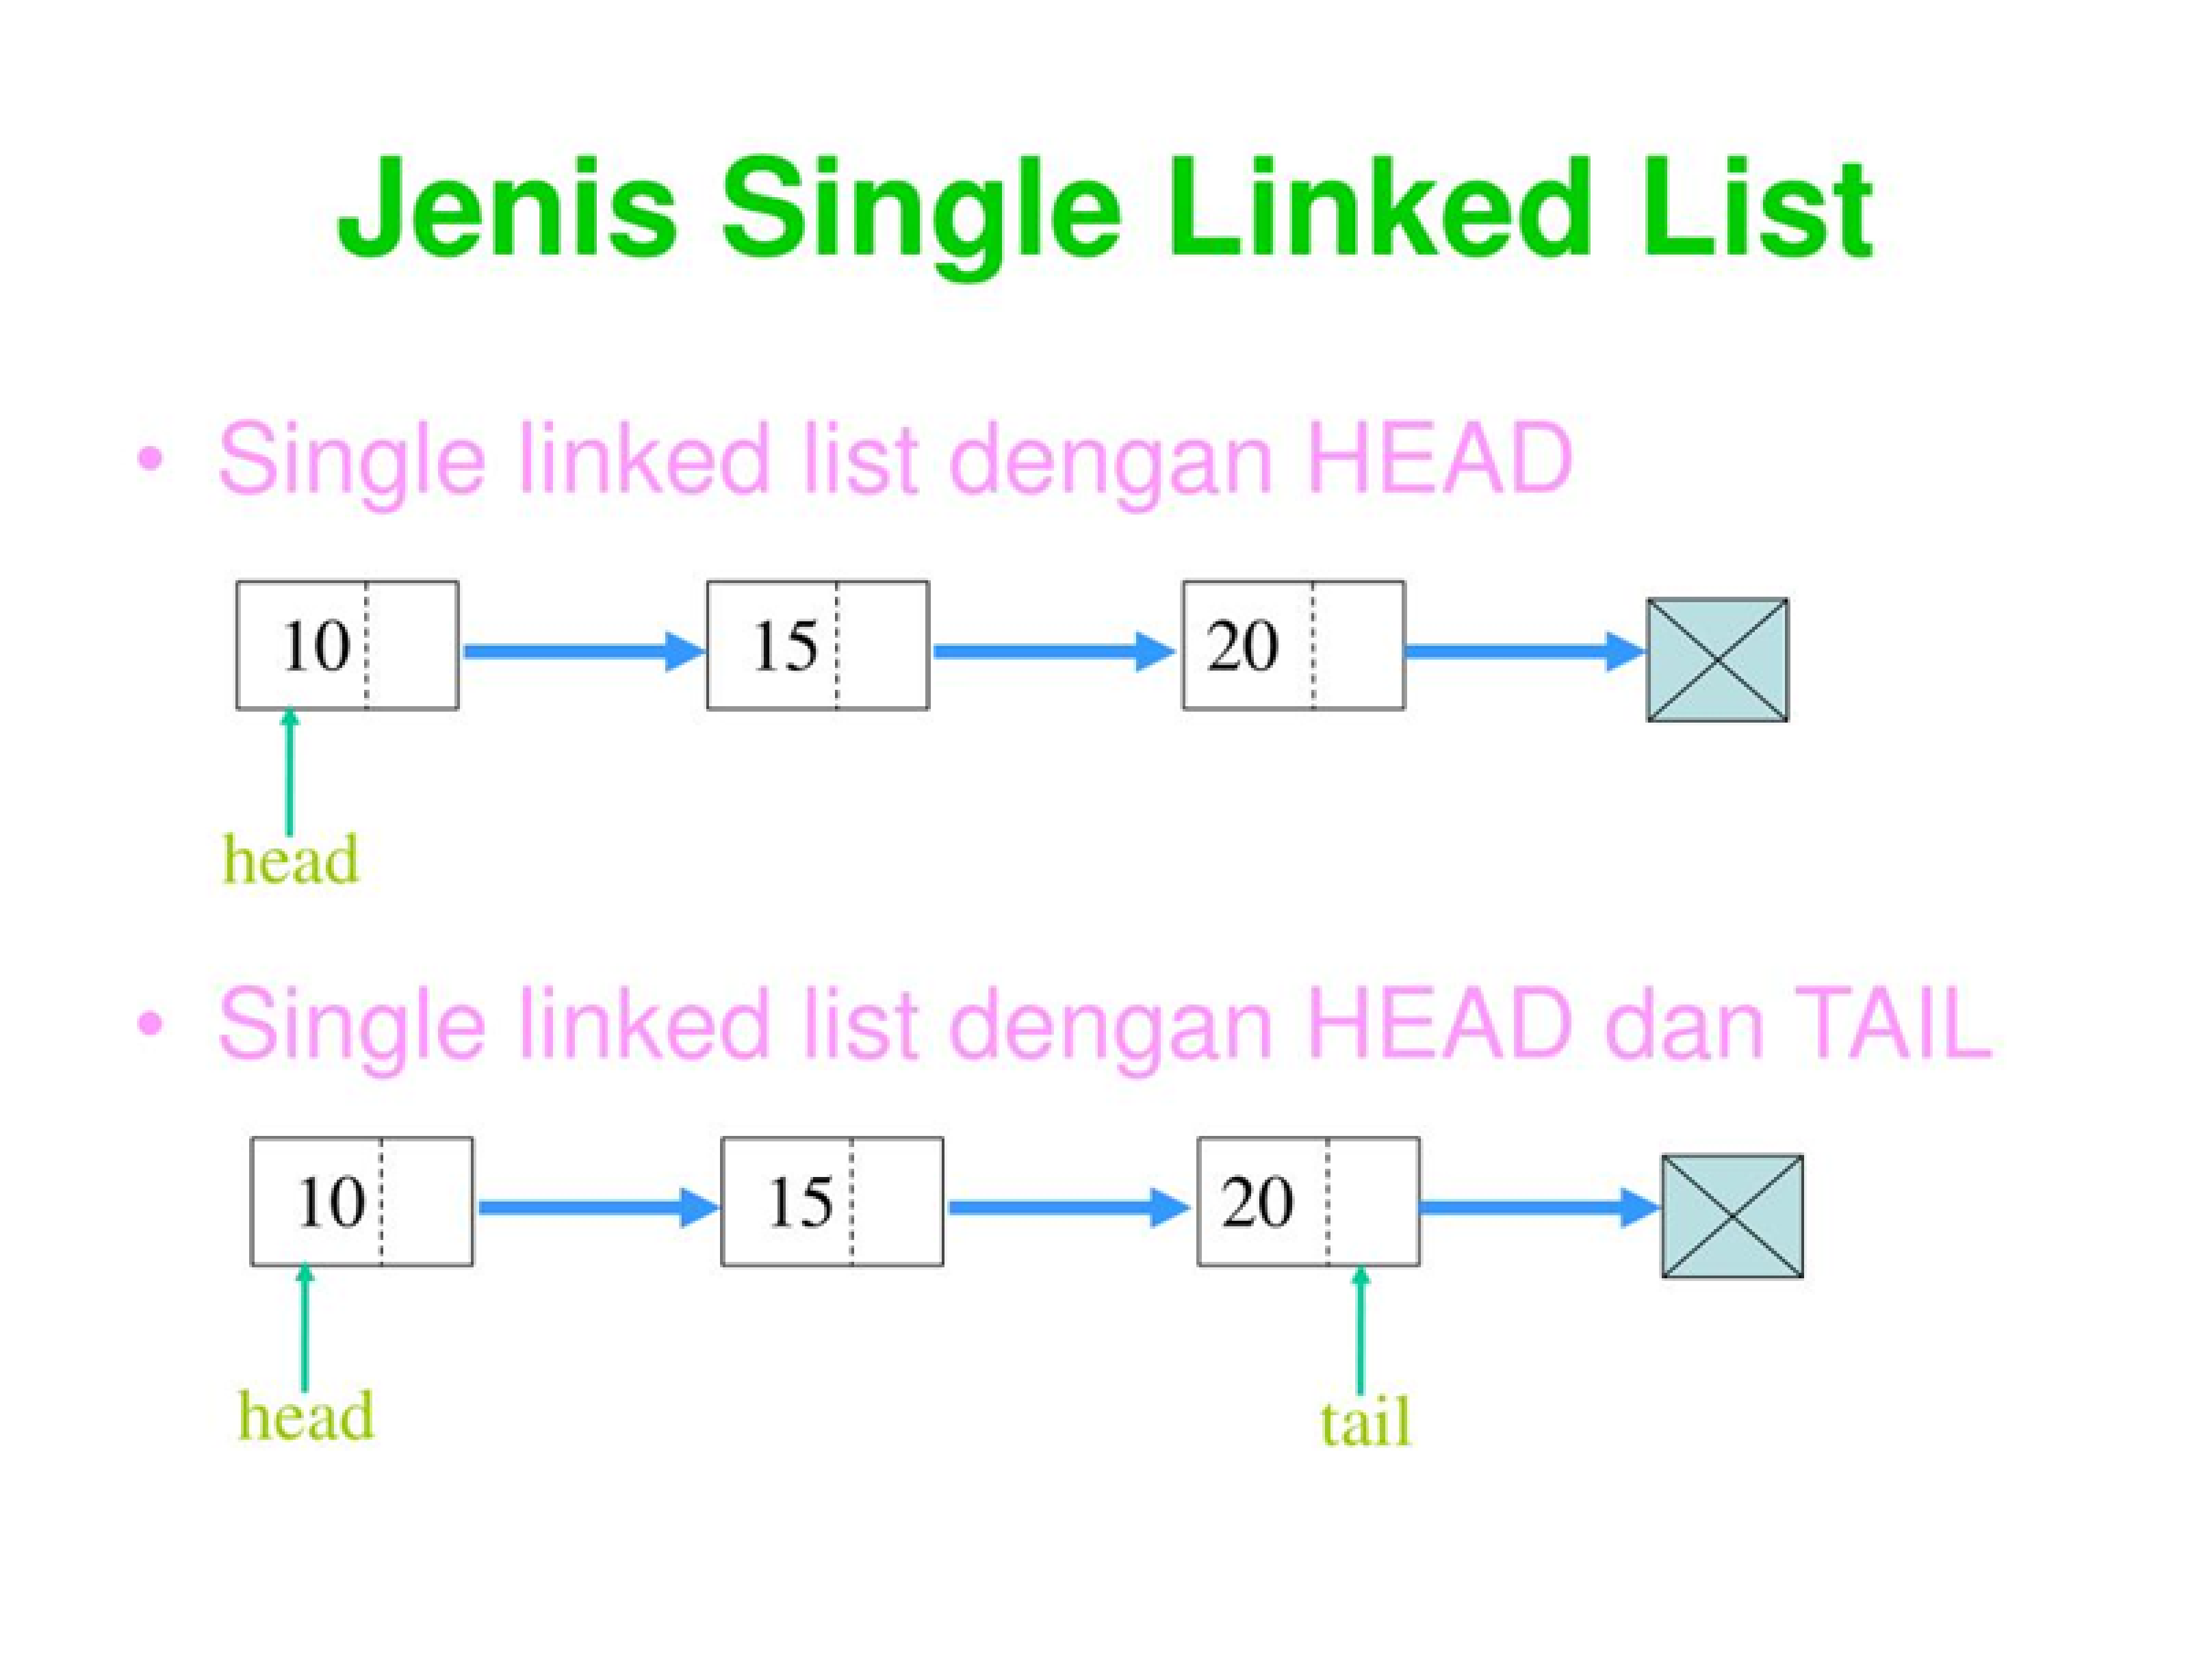 Jenis Single Linked List
• Single linked list dengan HEAD
10 15 20
head
• Single linked list dengan HEAD dan TAIL
10 15 20
head tail